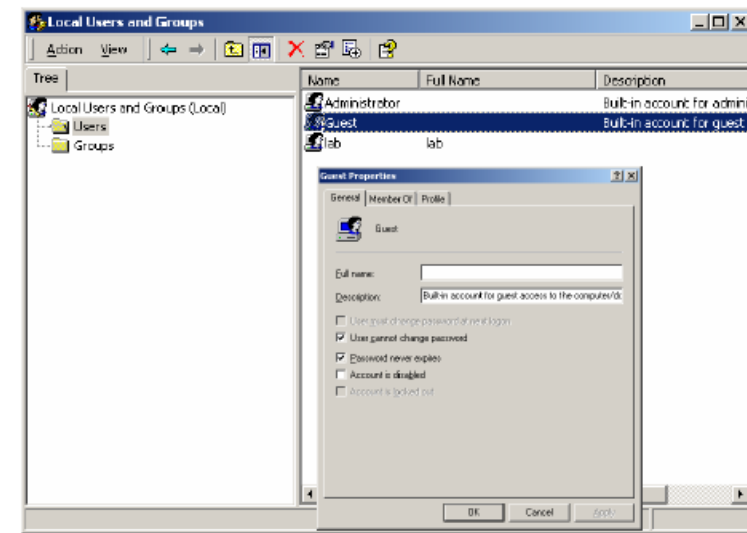 Local Users and Groups
Action View
Tree
Name Full Name Description
Local Users and Groups (Local)
Users
Groups
Administrator Built-in account for admini
Guest Built-in account for guest
lab lab
Guest Properties
General Member Of Profile
Guest
Full name:
Description: Built-in account for guest access to the computer/dc
User must change password at next logon
User cannot change password
Password never expires
Account is disabled
Account is locked out
OK Cancel Apply